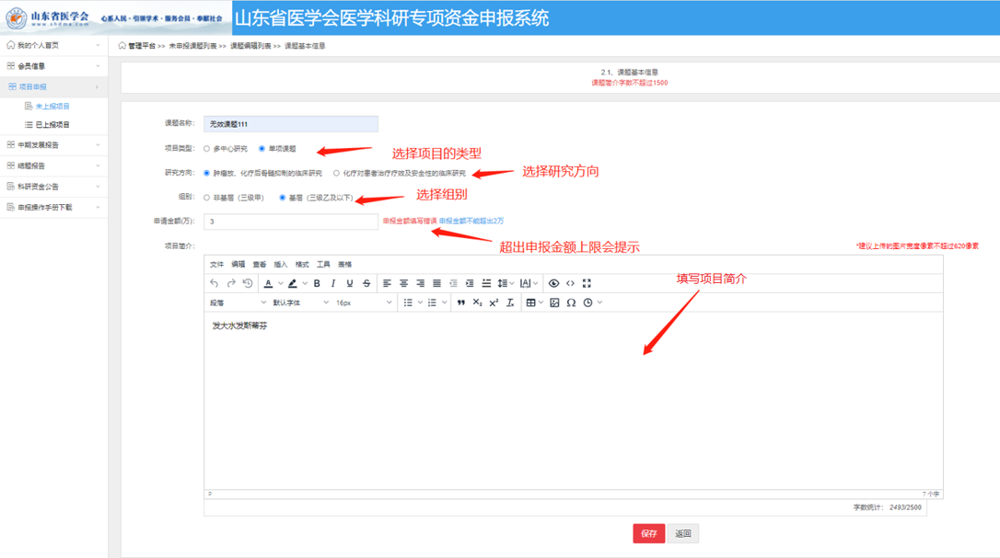 山东省医学会
www.shdma.com
心系人民·引领学术·服务会员·奉献社会
山东省医学会医学科研专项资金申报系统
我的个人首页
管理平台 >> 未申报课题列表 >> 课题编辑列表 >> 课题基本信息
会员信息
项目申报
未上报项目
已上报项目
中期发展报告
结题报告
科研资金公告
申报操作手册下载
2.1、课题基本信息
课题简介字数不超过1500
课题名称: 无效课题111
项目类型: 多中心研究 单项课题
选择项目的类型
研究方向: 肿瘤放、化疗后骨髓抑制的临床研究 化疗对患者治疗疗效及安全性的临床研究
选择研究方向
组别: 非基层（三级甲） 基层（三级乙及以下）
选择组别
申请金额(万): 3 申报金额填写错误 申报金额不能超出2万
超出申报金额上限会提示
项目简介:
*建议上传的图片宽度像素不超过620像素
文件 编辑 查看 插入 格式 工具 表格
段落 默认字体 16px
填写项目简介
发大水发斯蒂芬
P 7 个字
字数统计: 2493/2500
保存 返回